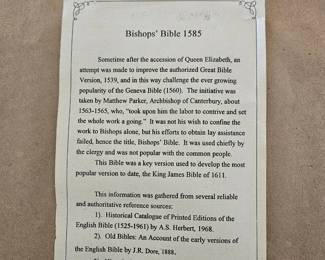 Bishops' Bible 1585
Sometime after the accession of Queen Elizabeth, an
attempt was made to improve the authorized Great Bible
Version, 1539, and in this way challenge the ever growing
popularity of the Geneva Bible (1560). The initiative was
taken by Matthew Parker, Archbishop of Canterbury, about
1563-1565, who, "took upon him the labor to contrive and set
the whole work a going." It was not his wish to confine the
work to Bishops alone, but his efforts to obtain lay assistance
failed, hence the title, Bishops' Bible. It was used chiefly by
the clergy and was not popular with the common people.
This Bible was a key version used to develop the most
popular version to date, the King James Bible of 1611.
This information was gathered from several reliable
and authoritative reference sources:
1). Historical Catalogue of Printed Editions of the
English Bible (1525-1961) by A.S. Herbert, 1968.
2). Old Bibles: An Account of the early versions of
the English Bible by J.R. Dore, 1888.